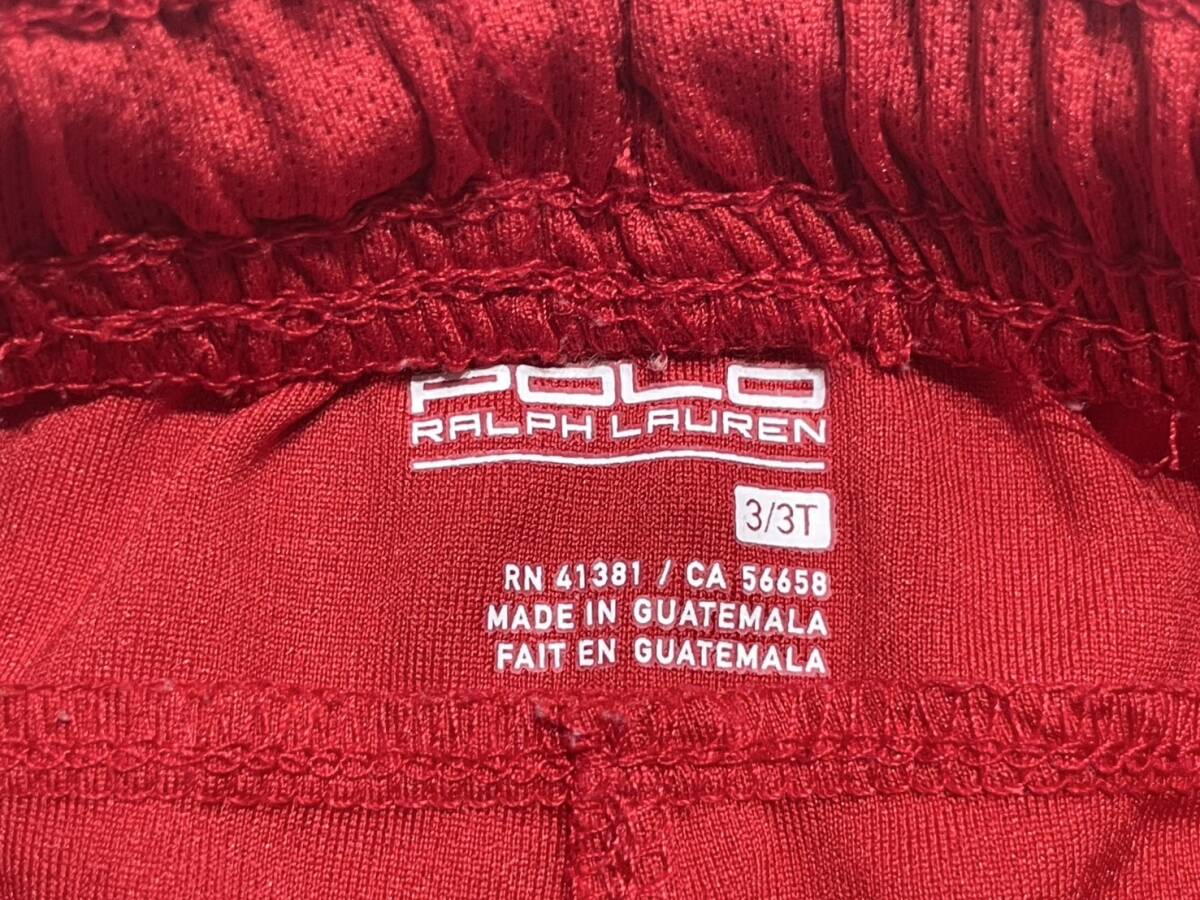 POLO
RALPH LAUREN
3/3T
RN 41381 / CA 56658
MADE IN GUATEMALA
FAIT EN GUATEMALA